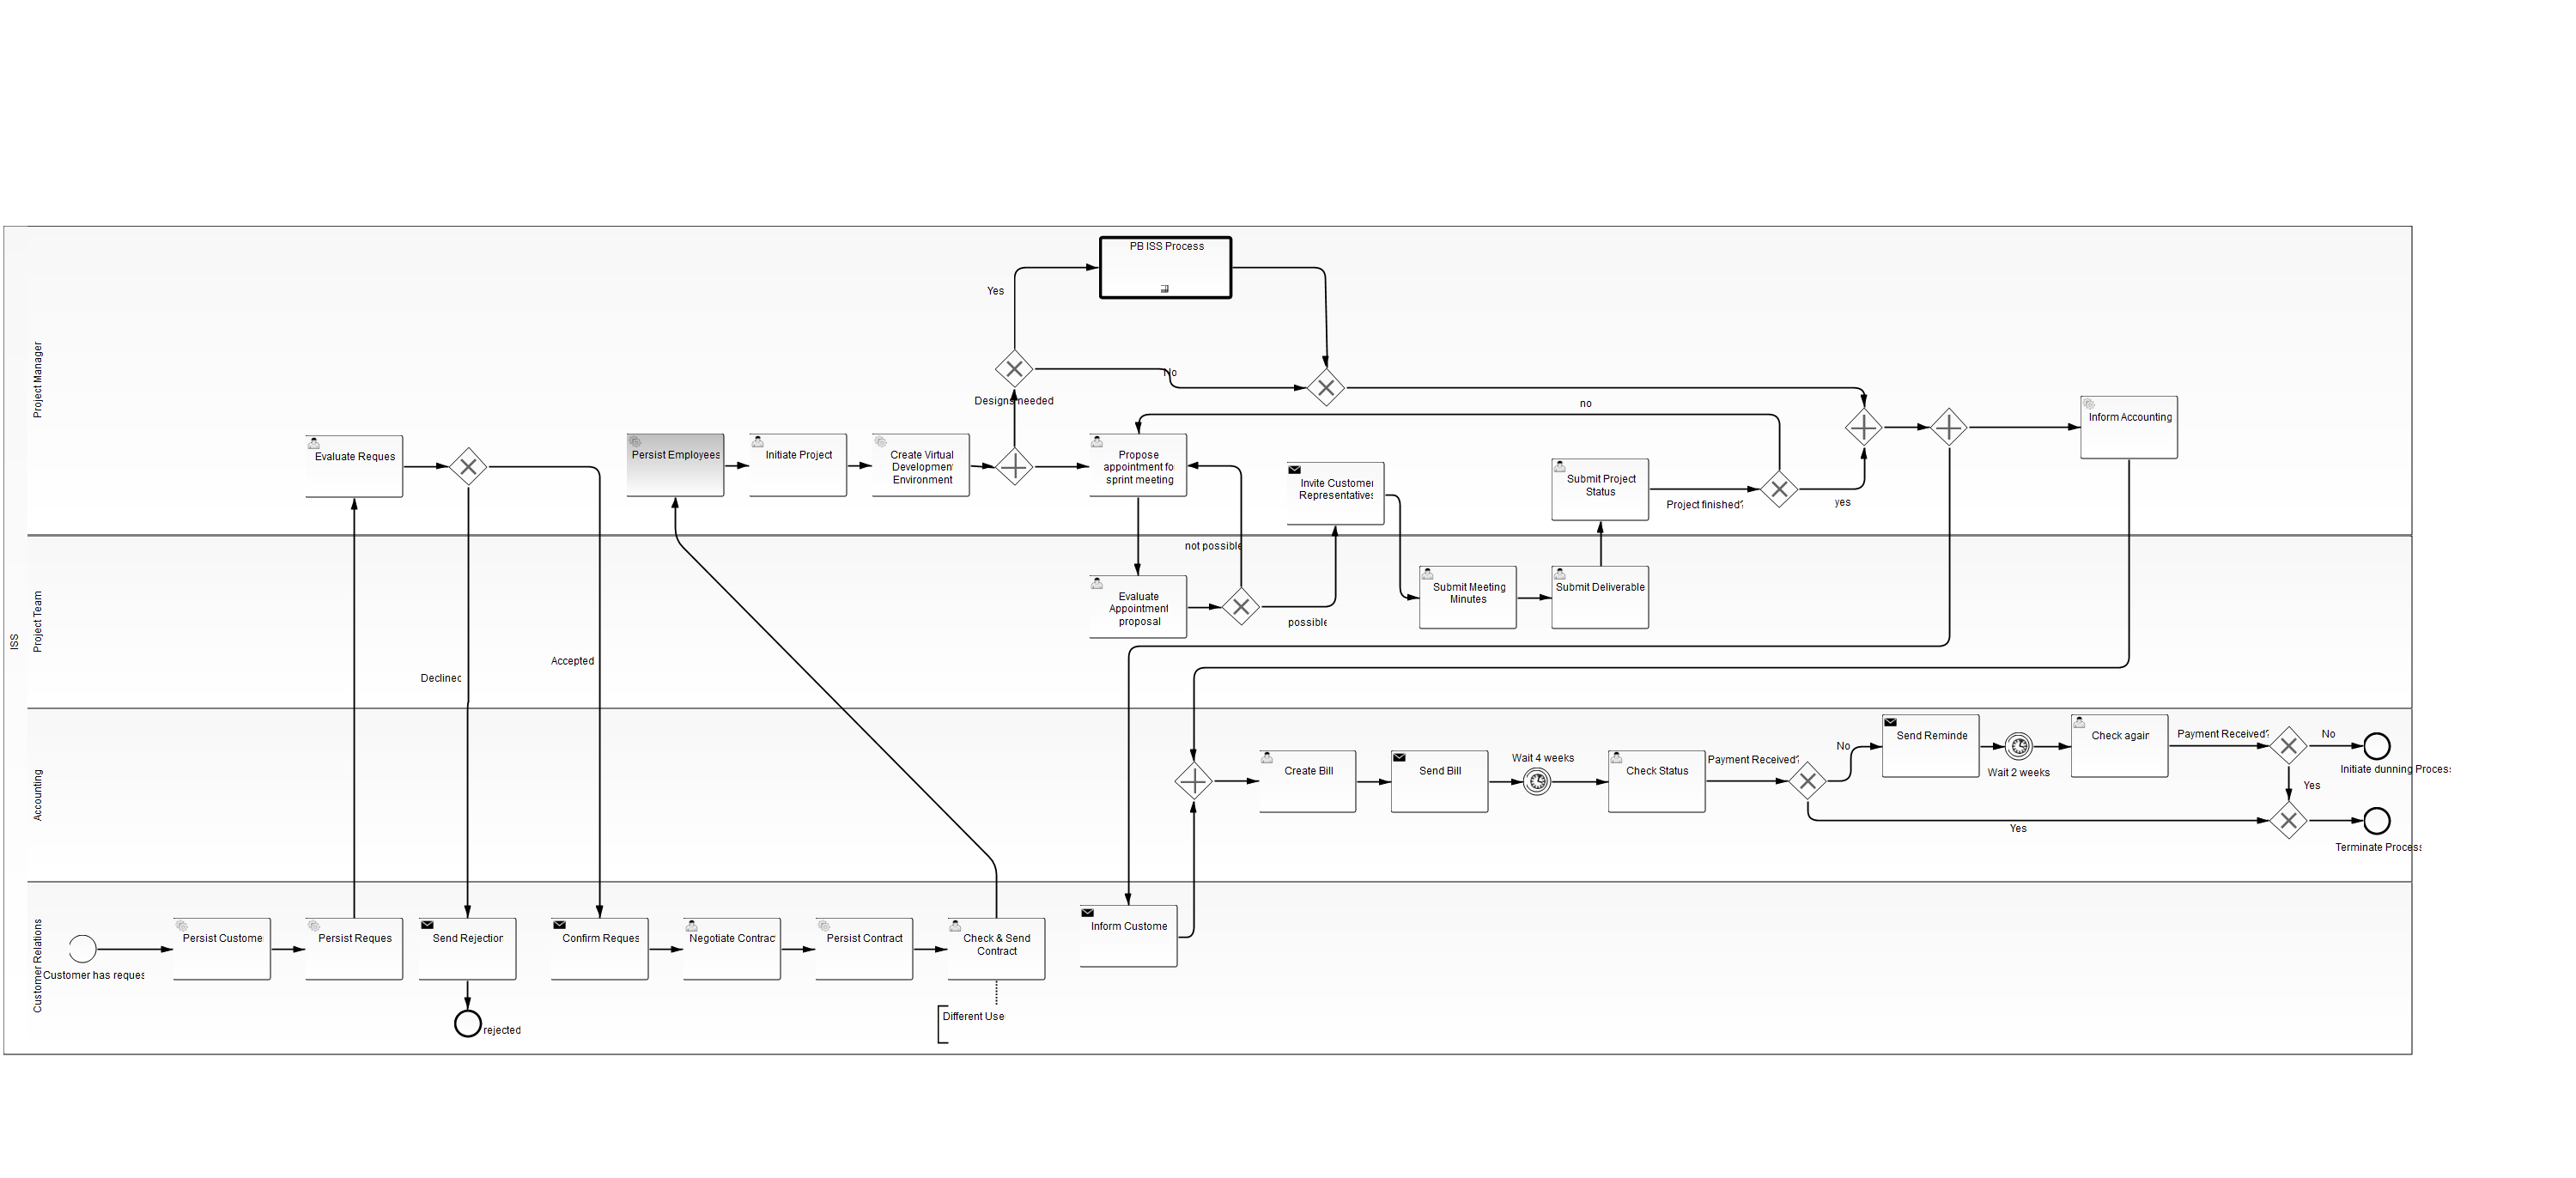 PB ISS Process
Yes
No
Designs needed
no
Project Manager
Evaluate Reques
Persist Employees
Initiate Project
Create Virtual
Development
Environment
Propose
appointment fo
sprint meeting
Invite Customer
Representatives
Submit Project
Status
Project finished?
yes
Inform Accounting
ISS
Project Team
not possible
Evaluate
Appointment
proposal
possible
Submit Meeting
Minutes
Submit Deliverable
Declined
Accepted
Accounting
Create Bill
Send Bill
Wait 4 weeks
Check Status
Payment Received?
No
Send Reminde
Wait 2 weeks
Check again
Payment Received?
No
Initiate dunning Process
Yes
Yes
Terminate Process
Customer Relations
Customer has reques
Persist Custome
Persist Reques
Send Rejection
rejected
Confirm Reques
Negotiate Contrac
Persist Contract
Check & Send
Contract
Different Use
Inform Custome